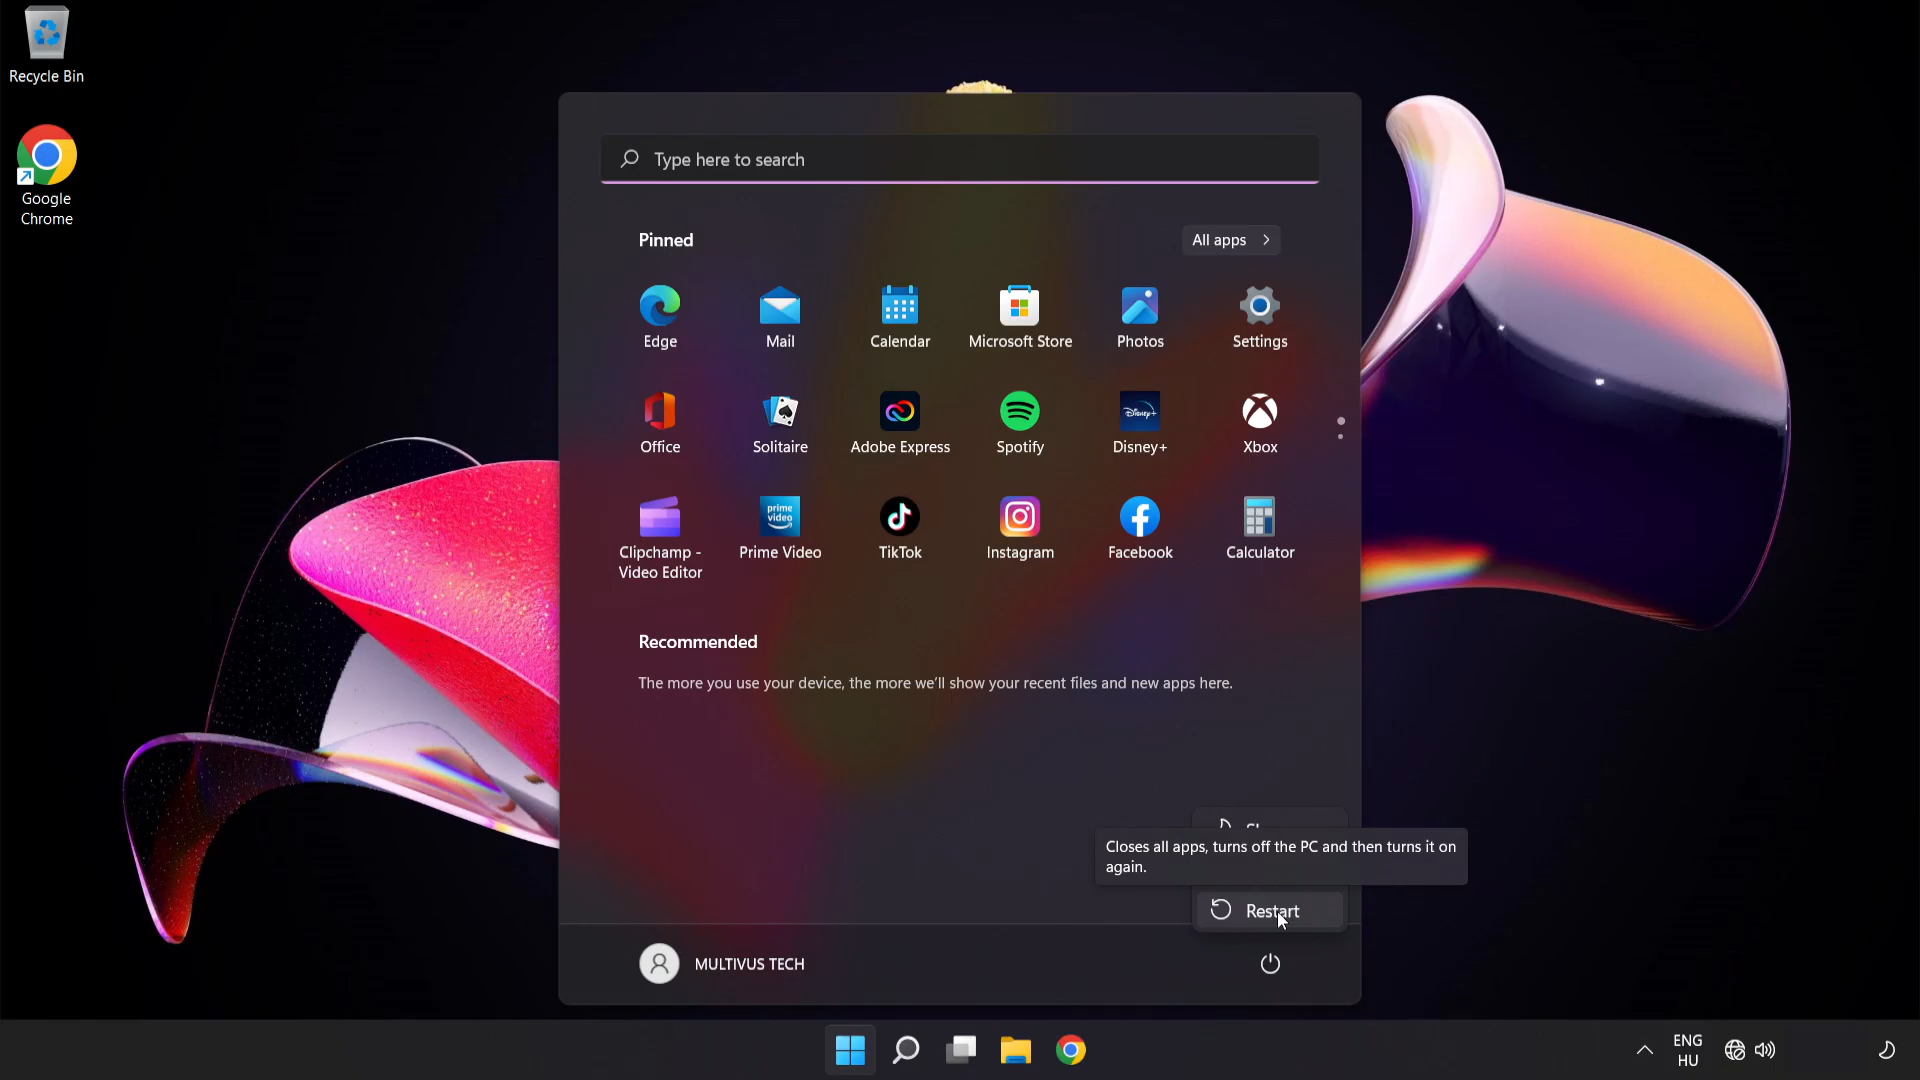 Recycle Bin
Google
Chrome
Type here to search
Pinned
All apps
Edge
Mail
Calendar
Microsoft Store
Photos
Settings
Office
Solitaire
Adobe Express
Spotify
Disney+
Disney+
Xbox
prime
video
Clipchamp -
Video Editor
Prime Video
TikTok
Instagram
Facebook
Calculator
Recommended
The more you use your device, the more we'll show your recent files and new apps here.
Closes all apps, turns off the PC and then turns it on
again.
Restart
MULTIVUS TECH
ENG
HU